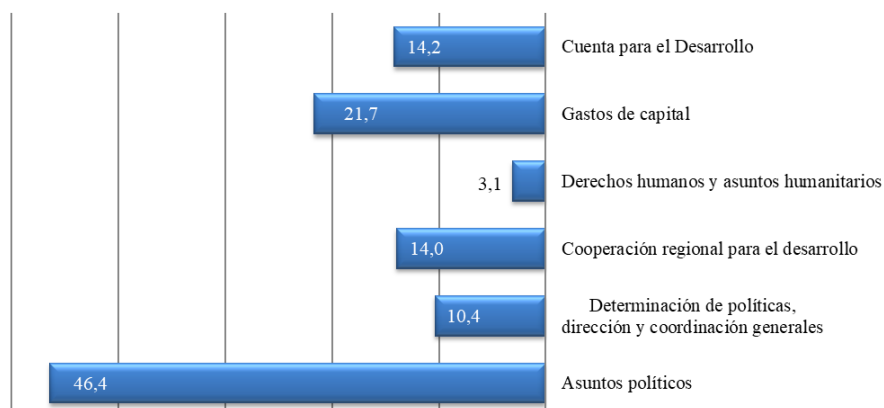 14,2 Cuenta para el Desarrollo
21,7 Gastos de capital
3,1 Derechos humanos y asuntos humanitarios
14,0 Cooperación regional para el desarrollo
10,4 Determinación de políticas,
dirección y coordinación generales
46,4 Asuntos políticos